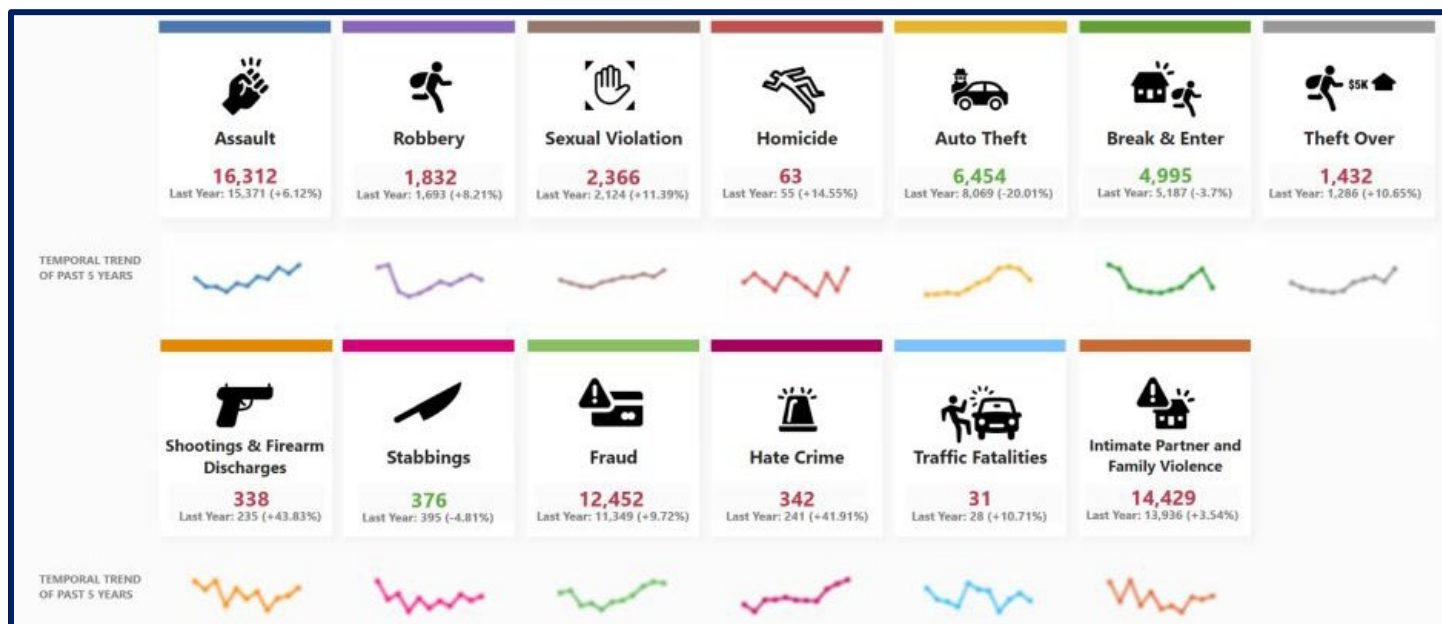 $5K
Assault
Robbery
Sexual Violation
Homicide
Auto Theft
Break & Enter
Theft Over
16,312
1,832
2,366
63
6,454
4,995
1,432
Last Year: 15,371 (+6.12%)
Last Year: 1,693 (+8.21%)
Last Year: 2,124 (+11.39%)
Last Year: 55 (+14.55%)
Last Year: 8,069 (-20.01%)
Last Year: 5,187 (-3.7%)
Last Year: 1,286 (+10.65%)
TEMPORAL TREND
OF PAST 5 YEARS
Shootings & Firearm
Discharges
Stabbings
Fraud
Hate Crime
Traffic Fatalities
Intimate Partner and
Family Violence
338
376
12,452
342
31
14,429
Last Year: 235 (+43.83%)
Last Year: 395 (-4.81%)
Last Year: 11,349 (+9.72%)
Last Year: 241 (+41.91%)
Last Year: 28 (+10.71%)
Last Year: 13,936 (+3.54%)
TEMPORAL TREND
OF PAST 5 YEARS